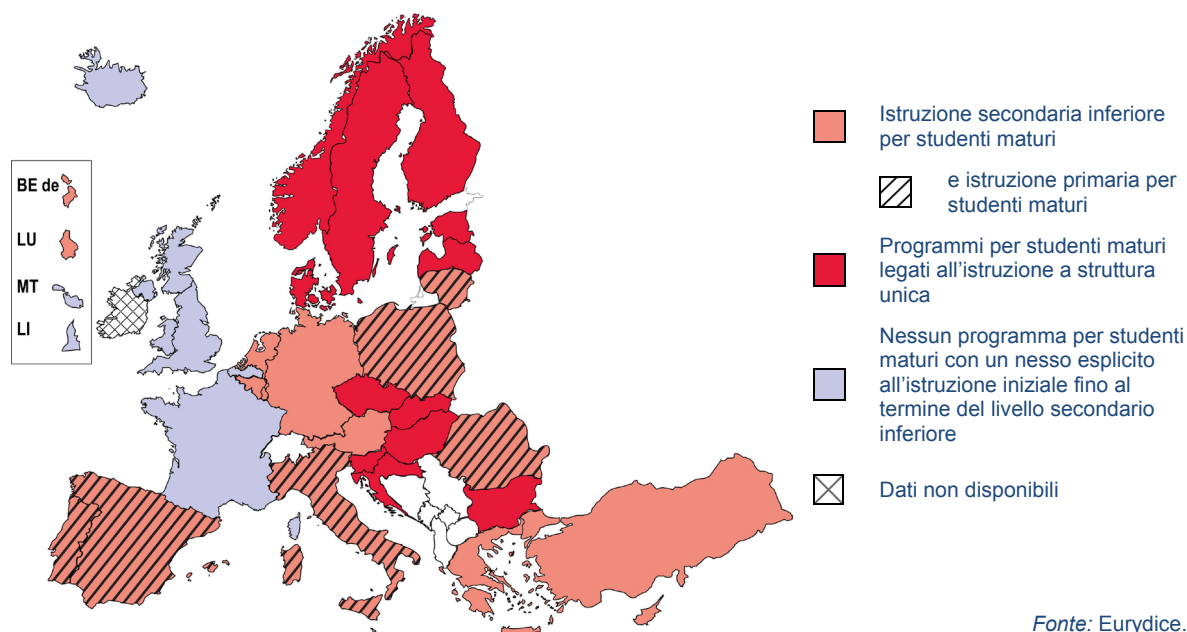 BE de
LU
MT
LI
Istruzione secondaria inferiore
per studenti maturi
e istruzione primaria per
studenti maturi
Programmi per studenti maturi
legati all’istruzione a struttura
unica
Nessun programma per studenti
maturi con un nesso esplicito
all’istruzione iniziale fino al
termine del livello secondario
inferiore
Dati non disponibili
Fonte: Eurydice.